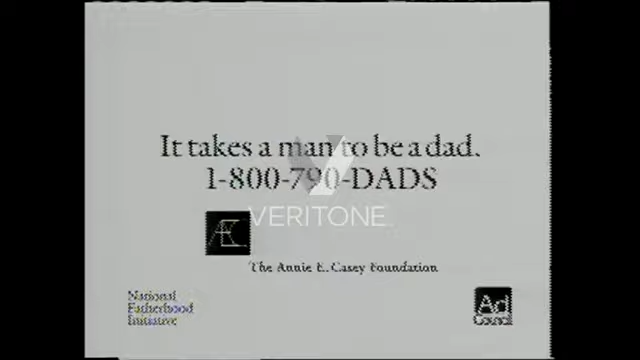 It takes a man to be a dad.
1-800-790-DADS
VERITONE
AEC
The Annie E. Casey Foundation
National
Fatherhood
Initiative
Ad
Council